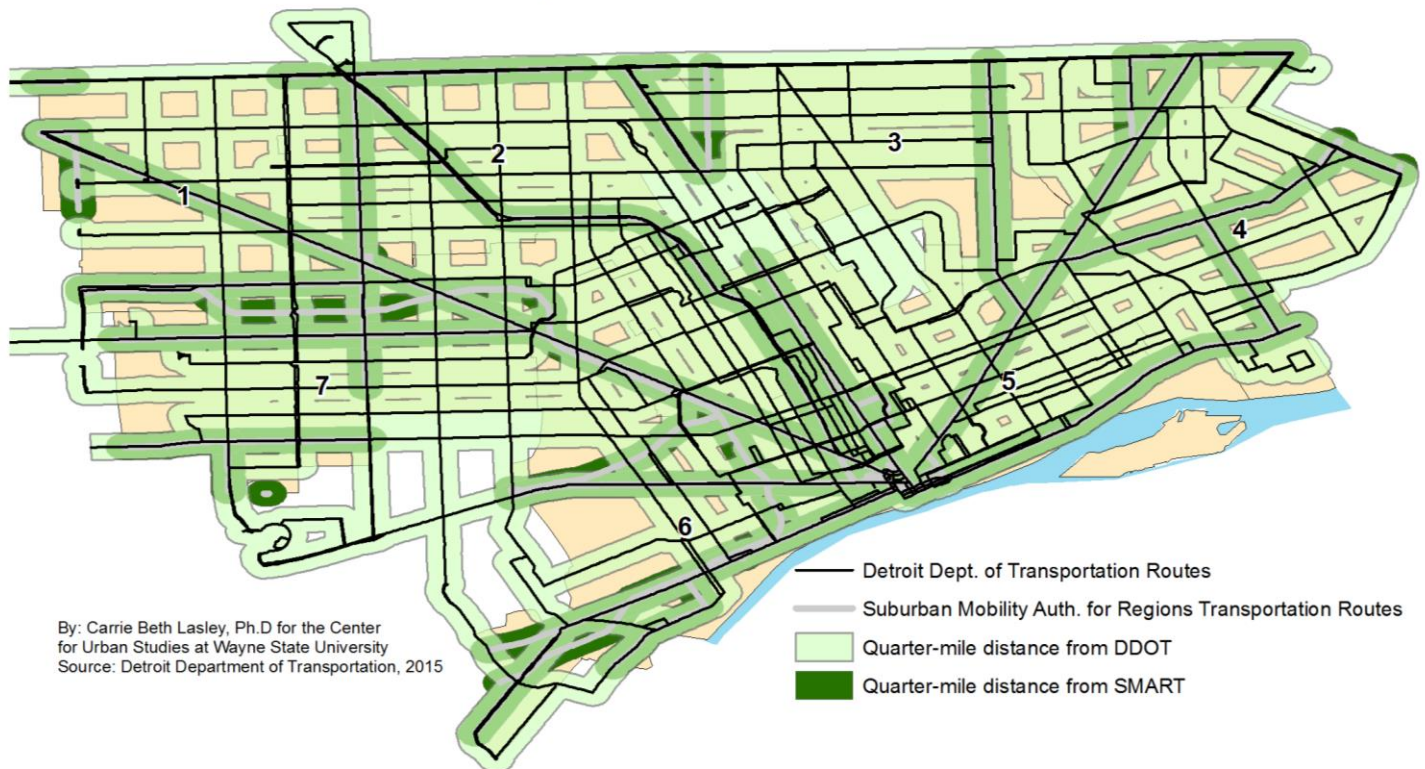 2
3
1
4
7
5
6
Detroit Dept. of Transportation Routes
Suburban Mobility Auth. for Regions Transportation Routes
Quarter-mile distance from DDOT
Quarter-mile distance from SMART
By: Carrie Beth Lasley, Ph.D for the Center
for Urban Studies at Wayne State University
Source: Detroit Department of Transportation, 2015